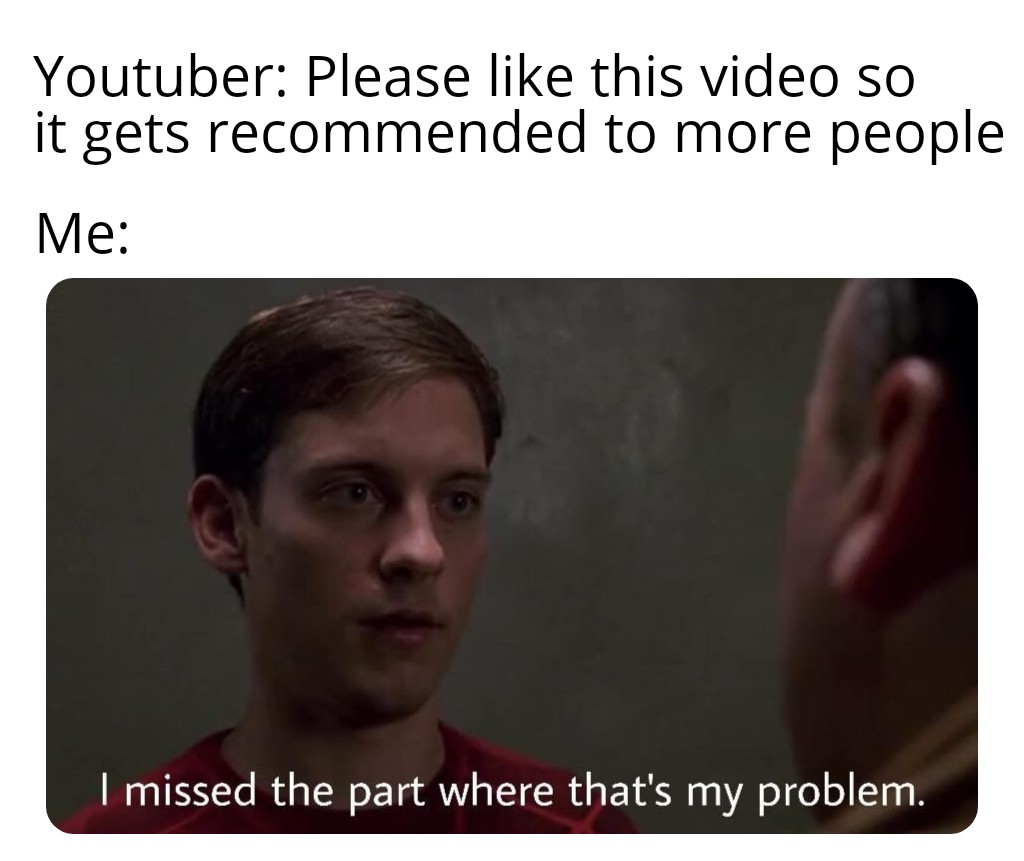 Youtuber: Please like this video so
it gets recommended to more people
Me:
I missed the part where that's my problem.